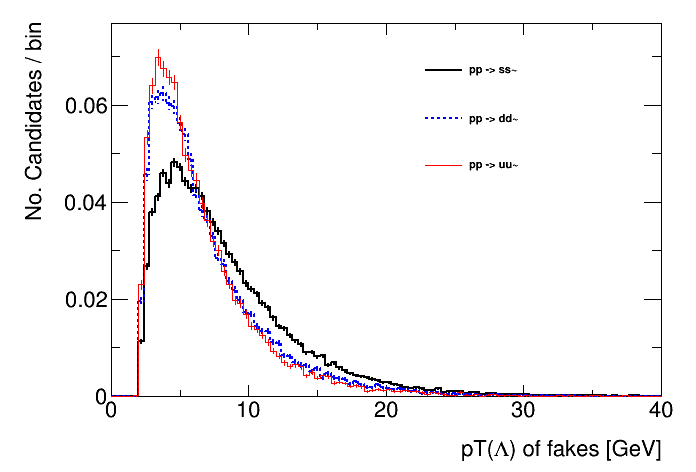 No. Candidates / bin
pp -> ss~
pp -> dd~
pp -> uu~
0.06
0.04
0.02
0
0 10 20 30 40
pT(Λ) of fakes [GeV]